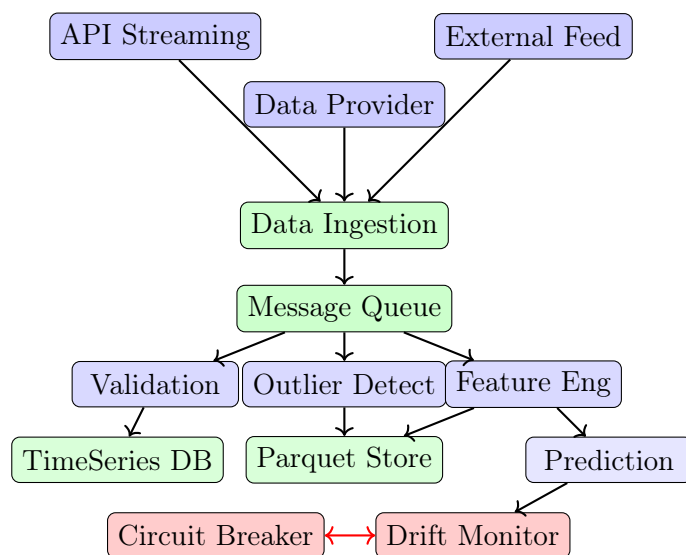 API Streaming
External Feed
Data Provider
Data Ingestion
Message Queue
Validation
Outlier Detect
Feature Eng
TimeSeries DB
Parquet Store
Prediction
Circuit Breaker
Drift Monitor